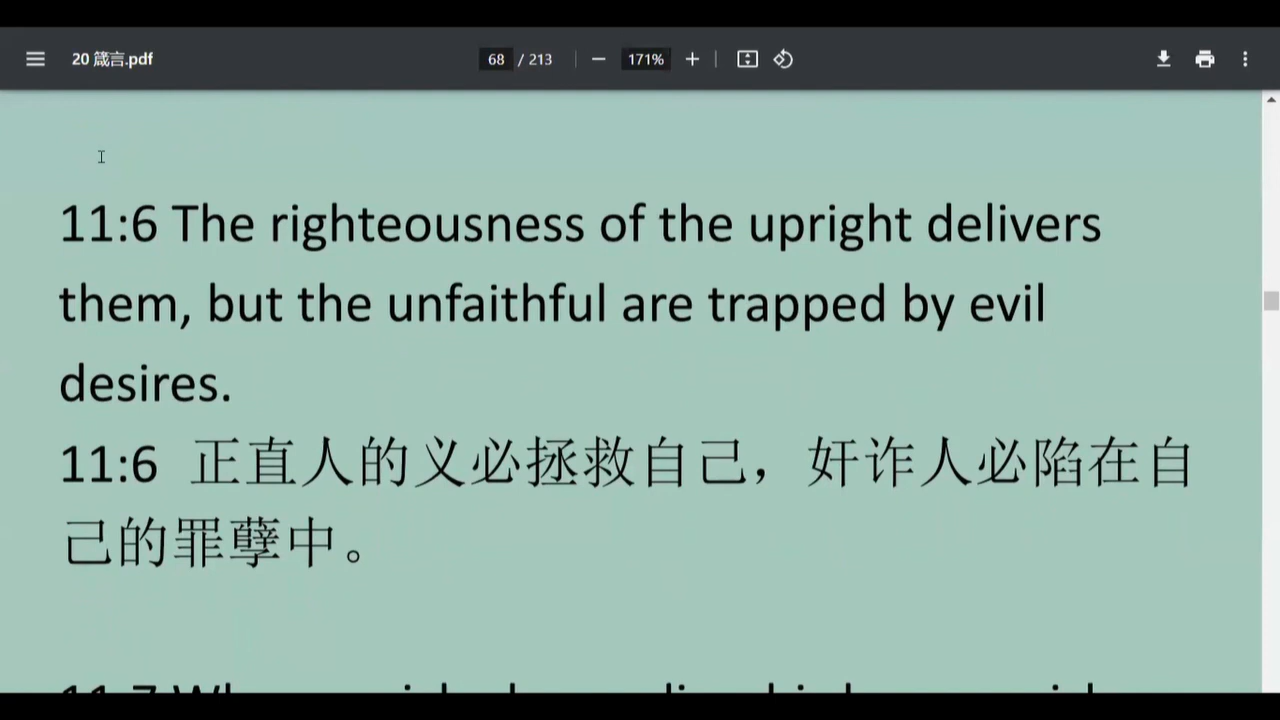 20 箴言.pdf
68 / 213
171%
11:6 The righteousness of the upright delivers
them, but the unfaithful are trapped by evil
desires.
11:6 正直人的义必拯救自己，奸诈人必陷在自
己的罪孽中。
11:7